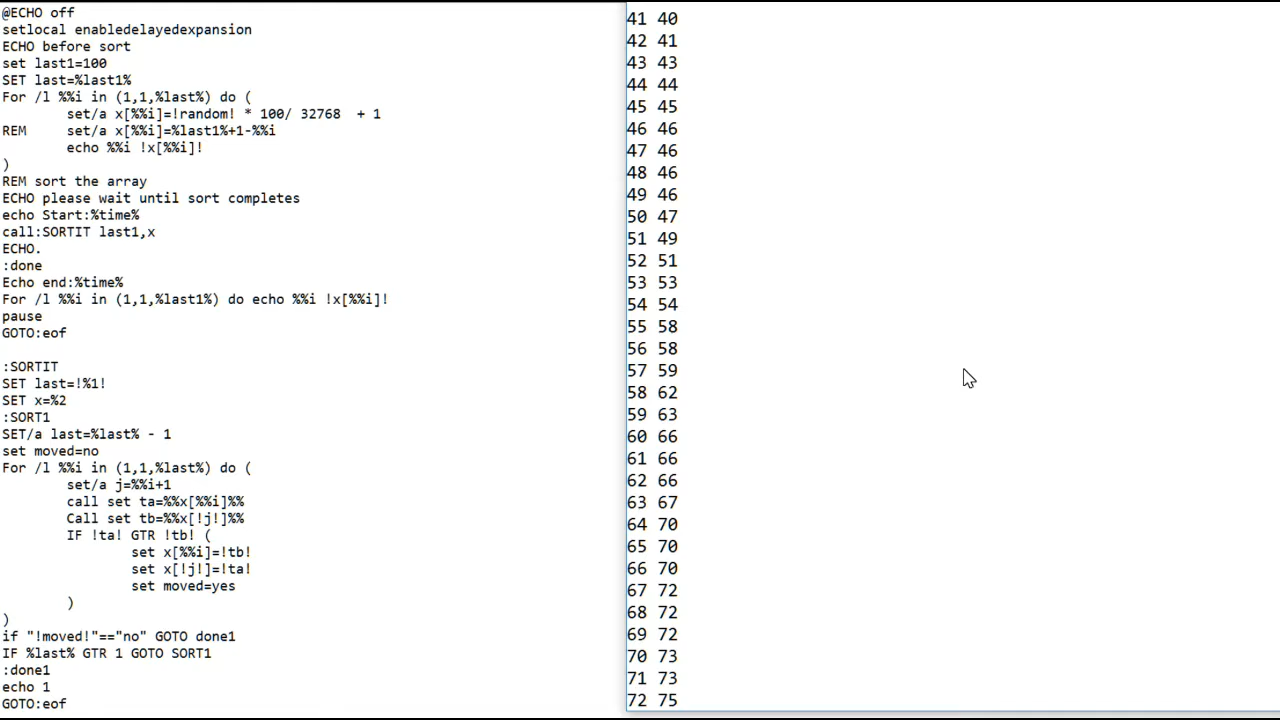 @ECHO off
setlocal enabledelayedexpansion
ECHO before sort
set last1=100
SET last=%last1%
For /l %%i in (1,1,%last%) do (
        set/a x[%%i]=!random! * 100/ 32768  + 1
REM     set/a x[%%i]=%last1%+1-%%i
        echo %%i !x[%%i]!
)
REM sort the array
ECHO please wait until sort completes
echo Start:%time%
call:SORTIT last1,x
ECHO.
:done
Echo end:%time%
For /l %%i in (1,1,%last1%) do echo %%i !x[%%i]!
pause
GOTO:eof

:SORTIT
SET last=!%1!
SET x=%2
:SORT1
SET/a last=%last% - 1
set moved=no
For /l %%i in (1,1,%last%) do (
        set/a j=%%i+1
        call set ta=%%x[%%i]%%
        Call set tb=%%x[!j!]%%
        IF !ta! GTR !tb! (
                set x[%%i]=!tb!
                set x[!j!]=!ta!
                set moved=yes
        )
)
if "!moved!"=="no" GOTO done1
IF %last% GTR 1 GOTO SORT1
:done1
echo 1
GOTO:eof
41 40
42 41
43 43
44 44
45 45
46 46
47 46
48 46
49 46
50 47
51 49
52 51
53 53
54 54
55 58
56 58
57 59
58 62
59 63
60 66
61 66
62 66
63 67
64 70
65 70
66 70
67 72
68 72
69 72
70 73
71 73
72 75